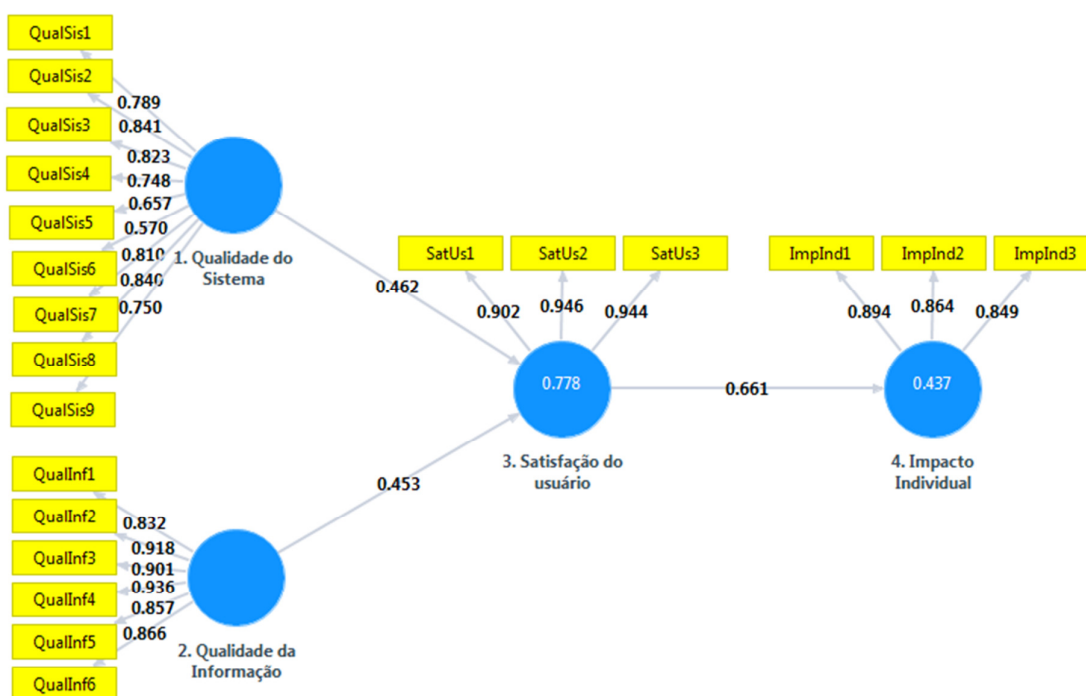 QualSis1
QualSis2
QualSis3
QualSis4
QualSis5
QualSis6
QualSis7
QualSis8
QualSis9
0.789
0.841
0.823
0.748
0.657
0.570
0.810
0.840
0.750
1. Qualidade do
Sistema
0.462
QualInf1
QualInf2
QualInf3
QualInf4
QualInf5
QualInf6
0.832
0.918
0.901
0.936
0.857
0.866
2. Qualidade da
Informação
0.453
SatUs1
SatUs2
SatUs3
0.902
0.946
0.944
0.778
3. Satisfação do
usuário
0.661
ImpInd1
ImpInd2
ImpInd3
0.894
0.864
0.849
0.437
4. Impacto
Individual